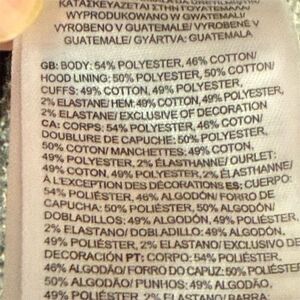 ΚΑΤΑΣΚΕΥΑΖΕΤΑΙ
WYPRODUKOWANO W GWATEMALI/
VYROBENO V GUATEMALE/ VYROBENÉ V
GUATEMALE/ GYÁRTVA: GUATEMALA
GB: BODY: 54% POLYESTER, 46% COTTON/
HOOD LINING: 50% POLYESTER, 50% COTTON/
CUFFS: 49% COTTON, 49% POLYESTER,
2% ELASTANE/ HEM: 49% COTTON, 49% POLYESTER,
2% ELASTANE/ EXCLUSIVE OF DECORATION
CA: CORPS: 54% POLYESTER, 46% COTON/
DOUBLURE DE CAPUCHE: 50% POLYESTER,
50% COTON/ MANCHETTES: 49% COTON,
49% POLYESTER, 2% ÉLASTHANNE/ OURLET:
49% COTON, 49% POLYESTER, 2% ÉLASTHANNE/
À L'EXCEPTION DES DÉCORATIONS ES: CUERPO:
54% POLIÉSTER, 46% ALGODÓN/ FORRO DE
CAPUCHA: 50% POLIÉSTER, 50% ALGODÓN/
DOBLADILLOS: 49% ALGODÓN, 49% POLIÉSTER,
2% ELASTANO/ DOBLADILLO: 49% ALGODÓN,
49% POLIÉSTER, 2% ELASTANO/ EXCLUSIVO DE
DECORACIÓN PT: CORPO: 54% POLIÉSTER,
46% ALGODÃO/ FORRO DO CAPUZ: 50% POLIÉSTER
50% ALGODÃO/ PUNHOS: 49% ALGODÃO,
49% POLIÉSTER, 2% ELASTANO/ BARRA: